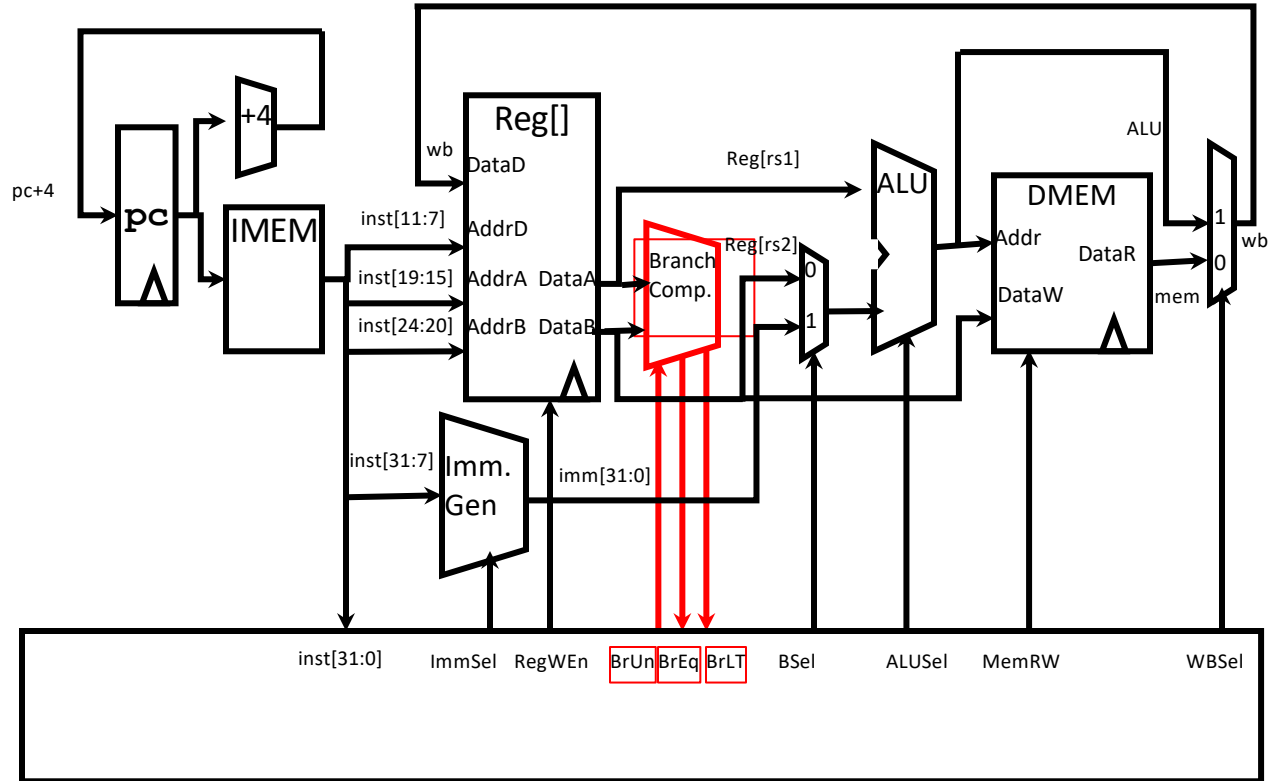 +4
Reg[]
ALU
wb
DataD
Reg[rs1]
ALU
DMEM
pc+4
pc
IMEM
inst[11:7]
AddrD
Reg[rs2]
Branch
Comp.
0
Addr
DataR
1
wb
0
inst[19:15]
AddrA
DataA
mem
DataW
inst[24:20]
AddrB
DataB
1
inst[31:7]
Imm.
Gen
imm[31:0]
inst[31:0]
ImmSel
RegWEn
BrUn
BrEq
BrLT
BSel
ALUSel
MemRW
WBSel